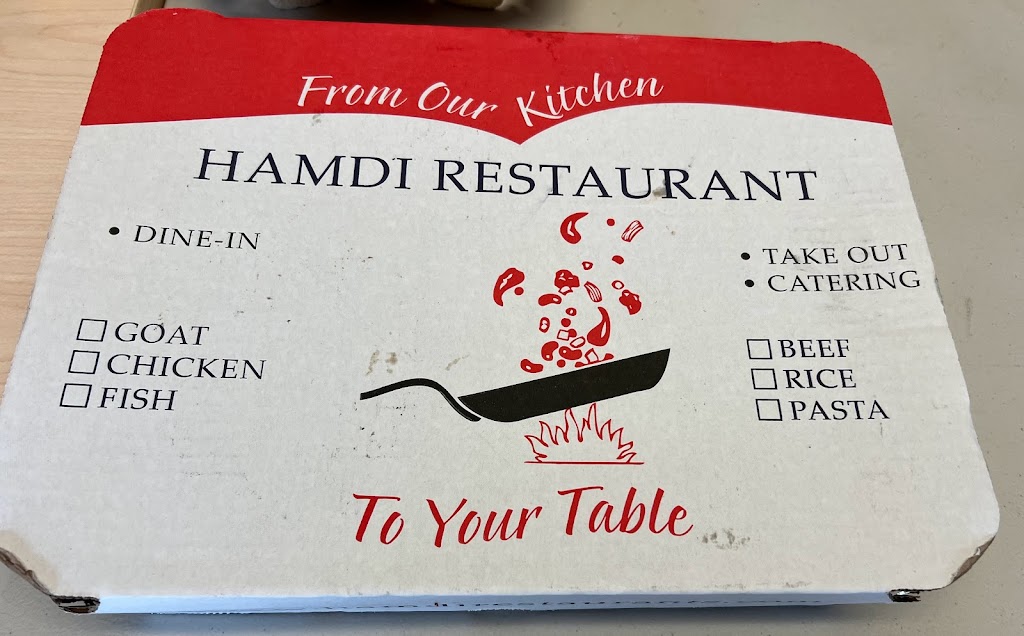 From Our Kitchen
HAMDI RESTAURANT
• DINE-IN
• TAKE OUT
• CATERING
☐ GOAT
☐ CHICKEN
☐ FISH
☐ BEEF
☐ RICE
☐ PASTA
To Your Table